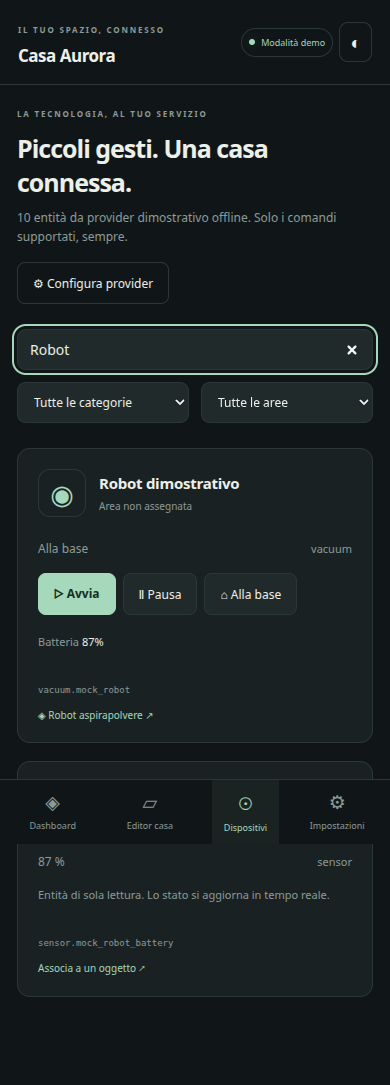 IL TUO SPAZIO, CONNESSO
Casa Aurora
Modalità demo
LA TECNOLOGIA, AL TUO SERVIZIO
Piccoli gesti. Una casa
connessa.
10 entità da provider dimostrativo offline. Solo i comandi
supportati, sempre.
⚙ Configura provider
Robot
Tutte le categorie
Tutte le aree
Robot dimostrativo
Area non assegnata
Alla base
vacuum
▷ Avvia
Ⅱ Pausa
⌂ Alla base
Batteria 87%
vacuum.mock_robot
◈ Robot aspirapolvere ↗
Dashboard
Editor casa
Dispositivi
Impostazioni
87 %
sensor
Entità di sola lettura. Lo stato si aggiorna in tempo reale.
sensor.mock_robot_battery
Associa a un oggetto ↗